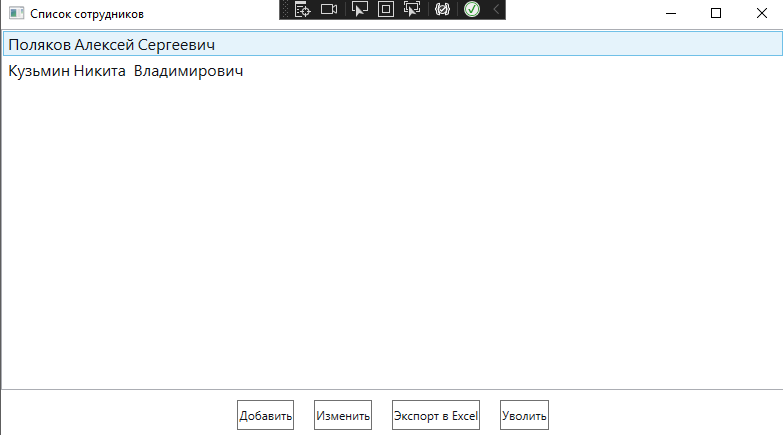 Список сотрудников
Поляков Алексей Сергеевич
Кузьмин Никита  Владимирович
Добавить Изменить Экспорт в Excel Уволить